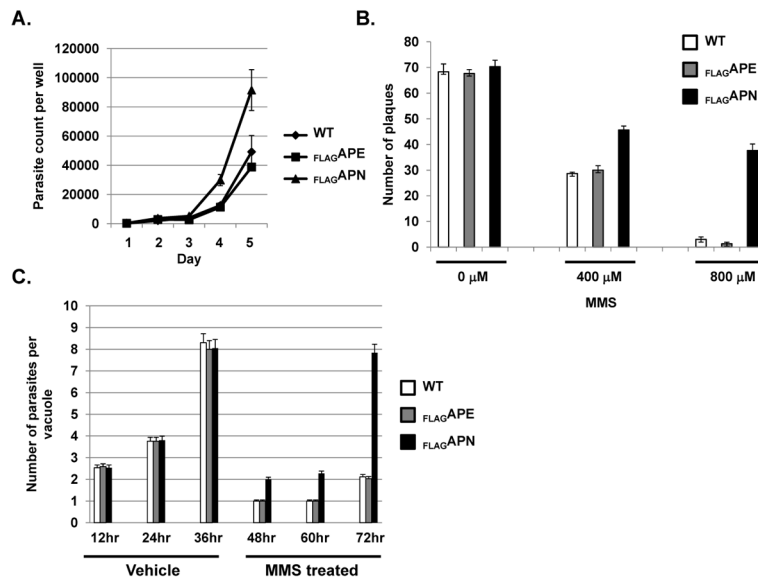 A.
120000
100000
80000
60000
40000
20000
0
Parasite count per well
1 2 3 4 5
Day
WT
FLAGAPE
FLAGAPN
B.
80
70
60
50
40
30
20
10
0
Number of plaques
0 μM 400 μM 800 μM
MMS
WT
FLAGAPE
FLAGAPN
C.
10
9
8
7
6
5
4
3
2
1
0
Number of parasites per
vacuole
12hr 24hr 36hr 48hr 60hr 72hr
Vehicle MMS treated
WT
FLAGAPE
FLAGAPN